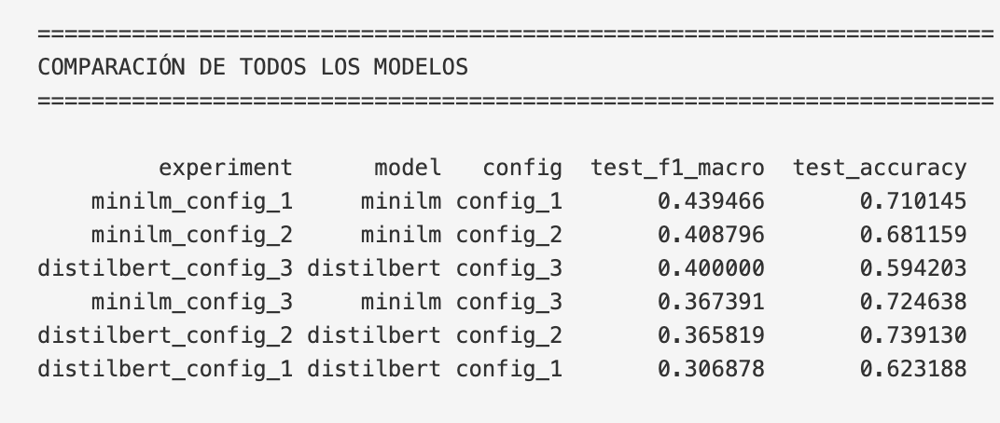 =======================================================================
COMPARACIÓN DE TODOS LOS MODELOS
=======================================================================
experiment model config test_f1_macro test_accuracy
minilm_config_1 minilm config_1 0.439466 0.710145
minilm_config_2 minilm config_2 0.408796 0.681159
distilbert_config_3 distilbert config_3 0.400000 0.594203
minilm_config_3 minilm config_3 0.367391 0.724638
distilbert_config_2 distilbert config_2 0.365819 0.739130
distilbert_config_1 distilbert config_1 0.306878 0.623188